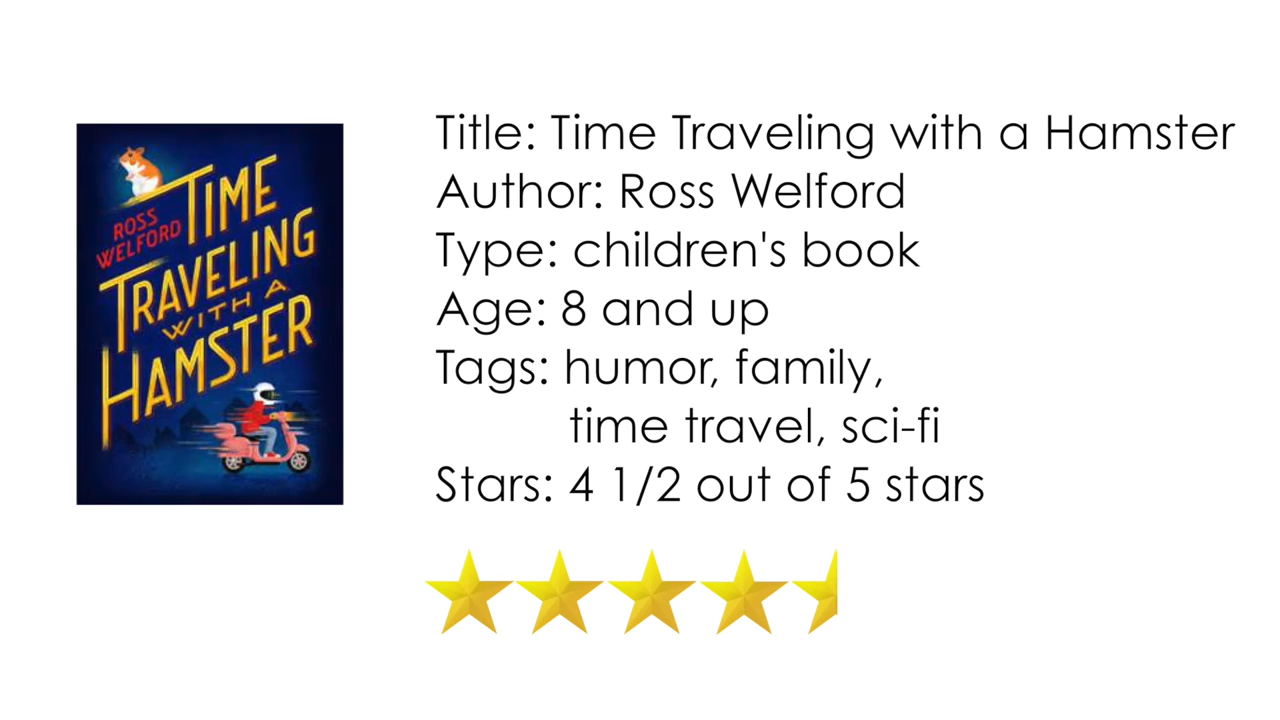 TIME
ROSS
WELFORD
TRAVELING
WITH A
HAMSTER
Title: Time Traveling with a Hamster
Author: Ross Welford
Type: children's book
Age: 8 and up
Tags: humor, family,
time travel, sci-fi
Stars: 4 1/2 out of 5 stars